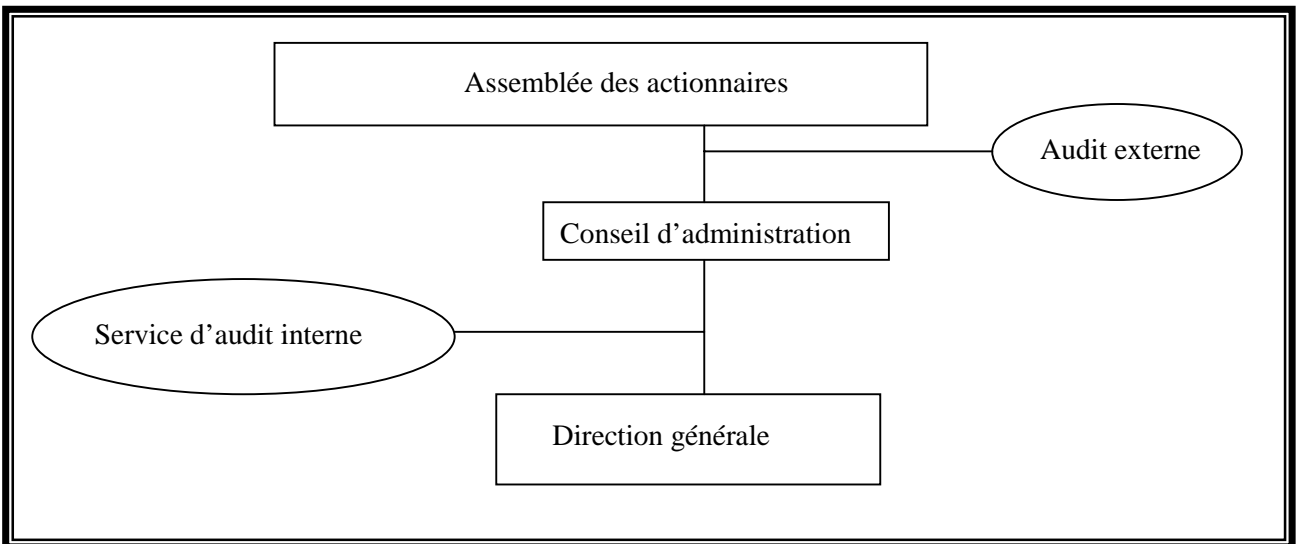 Assemblée des actionnaires
Audit externe
Conseil d’administration
Service d’audit interne
Direction générale